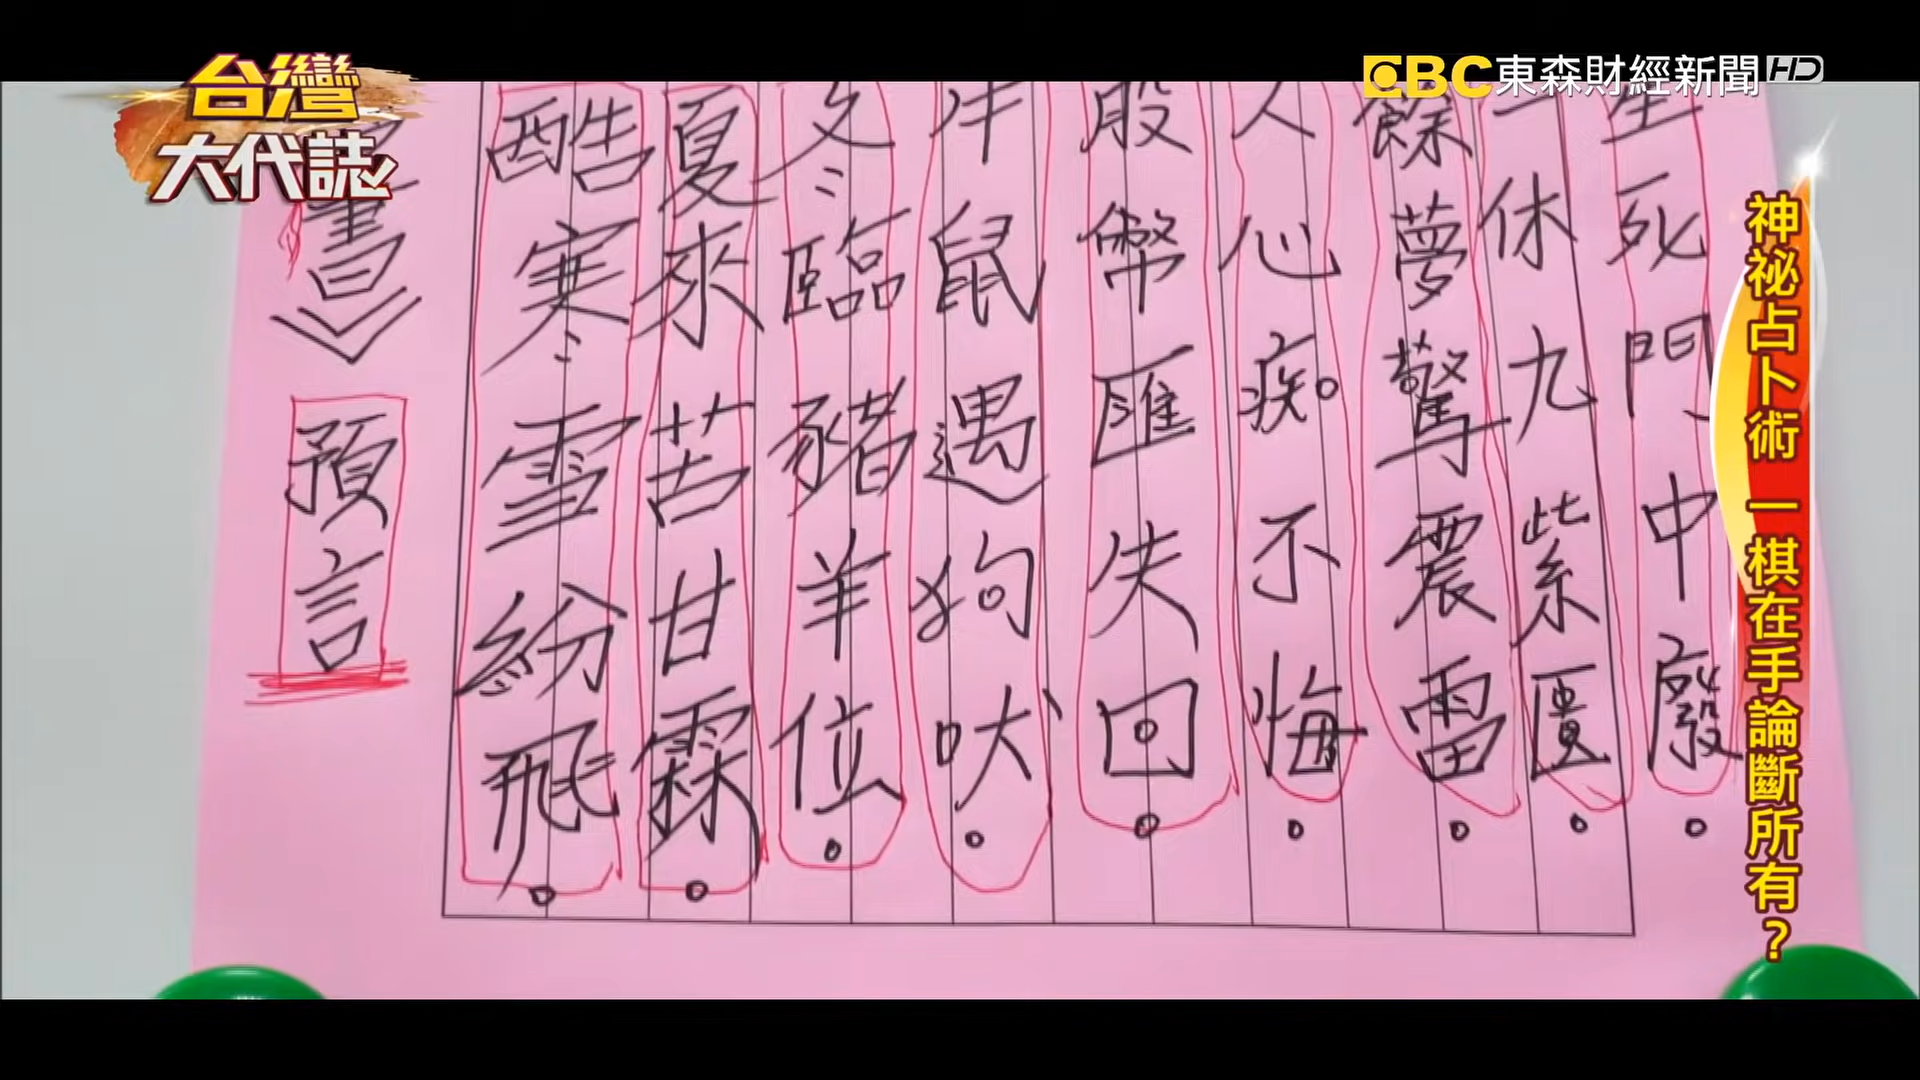 台灣
大代誌
EBC東森財經新聞HD
神祕占卜術 一棋在手論斷所有?
生死門中廢。
一休九紫匱。
餘夢驚震雷。
人心痴。不悔。
股幣匯失回。
鼠遇狗吠。
冬臨豬羊位。
夏來苦甘霖。
酷寒雪紛飛。
書》預言